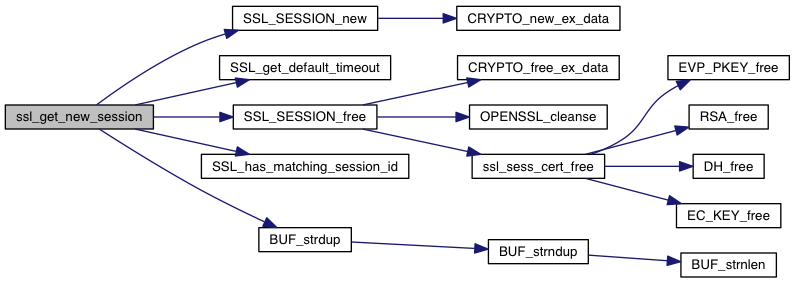 SSL_SESSION_new
CRYPTO_new_ex_data
SSL_get_default_timeout
CRYPTO_free_ex_data
EVP_PKEY_free
ssl_get_new_session
SSL_SESSION_free
OPENSSL_cleanse
RSA_free
SSL_has_matching_session_id
ssl_sess_cert_free
DH_free
EC_KEY_free
BUF_strdup
BUF_strndup
BUF_strnlen